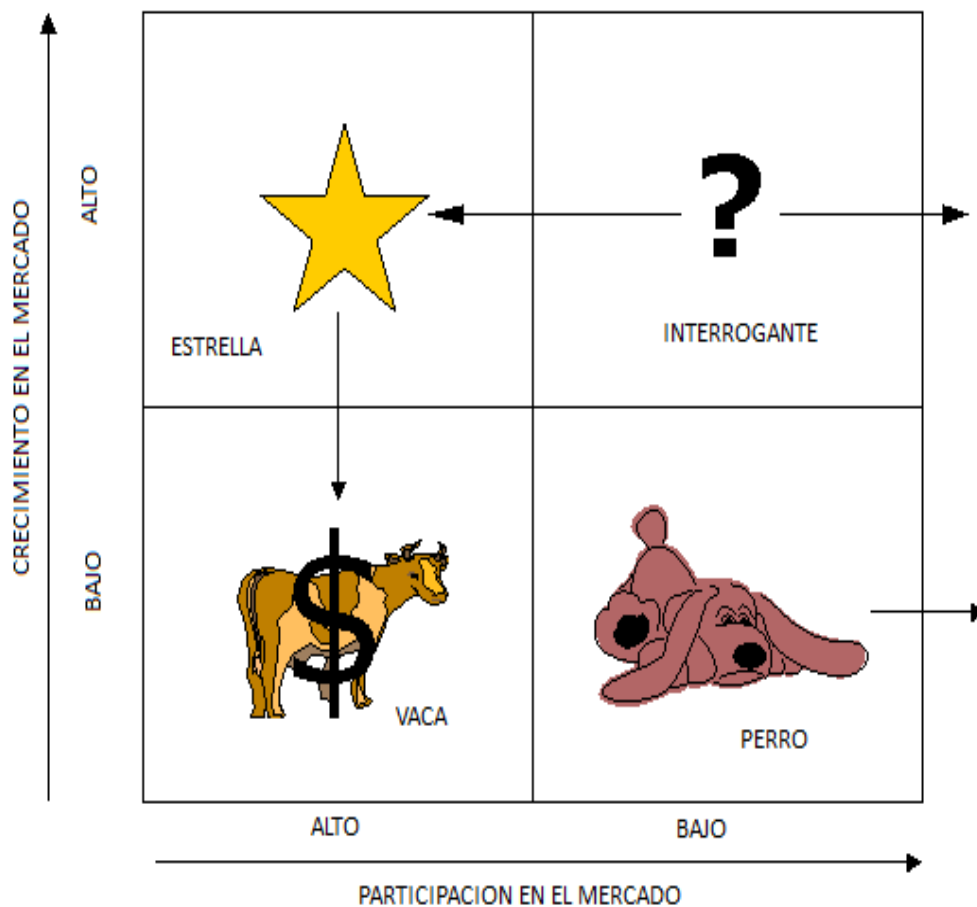 CRECIMIENTO EN EL MERCADO
ALTO
BAJO
ESTRELLA
?
INTERROGANTE
$
VACA
PERRO
ALTO
BAJO
PARTICIPACION EN EL MERCADO